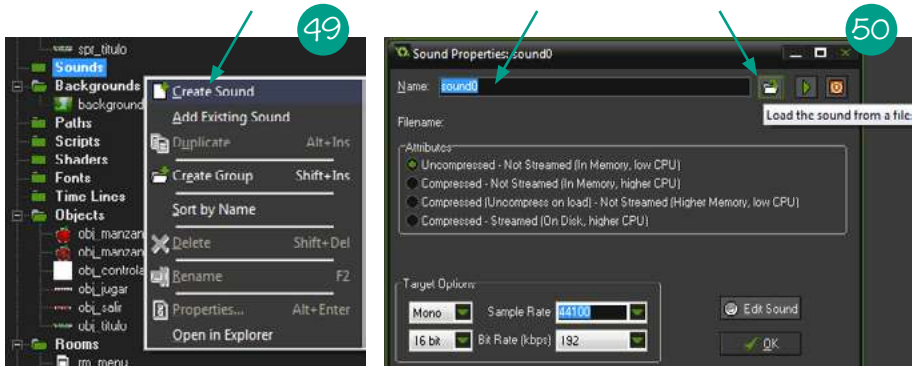 49
spr_titulo
Sounds
Backgrounds
background
Paths
Scripts
Shaders
Fonts
Time Lines
Objects
obj_manzan
obj_manzan
obj_controla
obj_jugar
obj_salir
obj_titulo
Rooms
rm_menu
Create Sound
Add Existing Sound
Duplicate Alt+Ins
Create Group Shift+Ins
Sort by Name
Delete Shift+Del
Rename F2
Properties... Alt+Enter
Open in Explorer
50
Sound Properties: sound0
Name: sound0
Load the sound from a file
Filename:
Attributes
Uncompressed - Not Streamed (In Memory, low CPU)
Compressed - Not Streamed (In Memory, higher CPU)
Compressed (Uncompress on load) - Not Streamed (Higher Memory, low CPU)
Compressed - Streamed (On Disk, higher CPU)
Target Options
Mono Sample Rate 44100 Edit Sound
16 bit Bit Rate (kbps) 192 OK